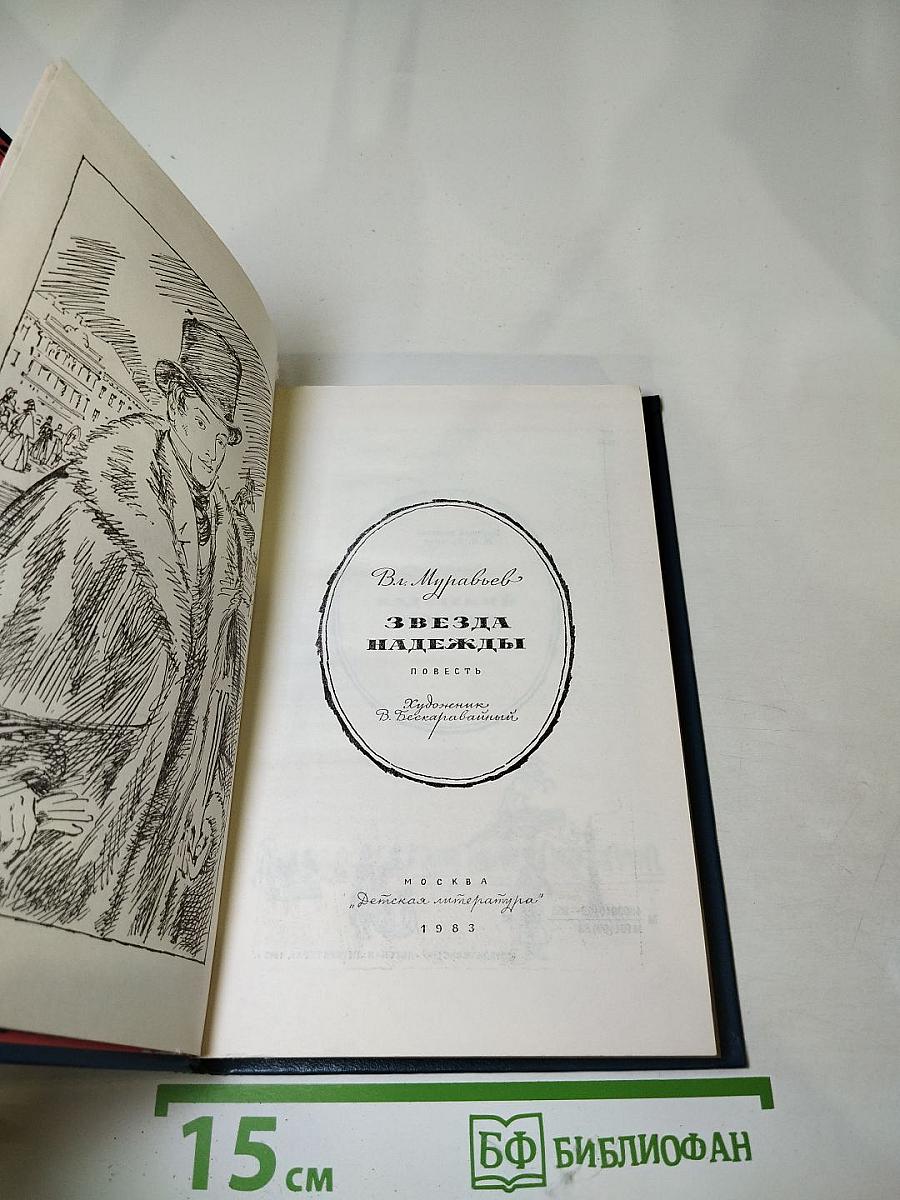 Вл. Муравьев
ЗВЕЗДА
НАДЕЖДЫ
ПОВЕСТЬ
Художник
В. Бескаравайный
МОСКВА
„Детская литература"
1983
15 см
БФ БИБЛИОФАН